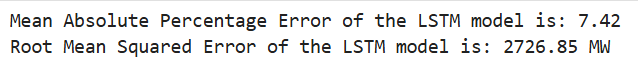 Mean Absolute Percentage Error of the LSTM model is: 7.42
Root Mean Squared Error of the LSTM model is: 2726.85 MW